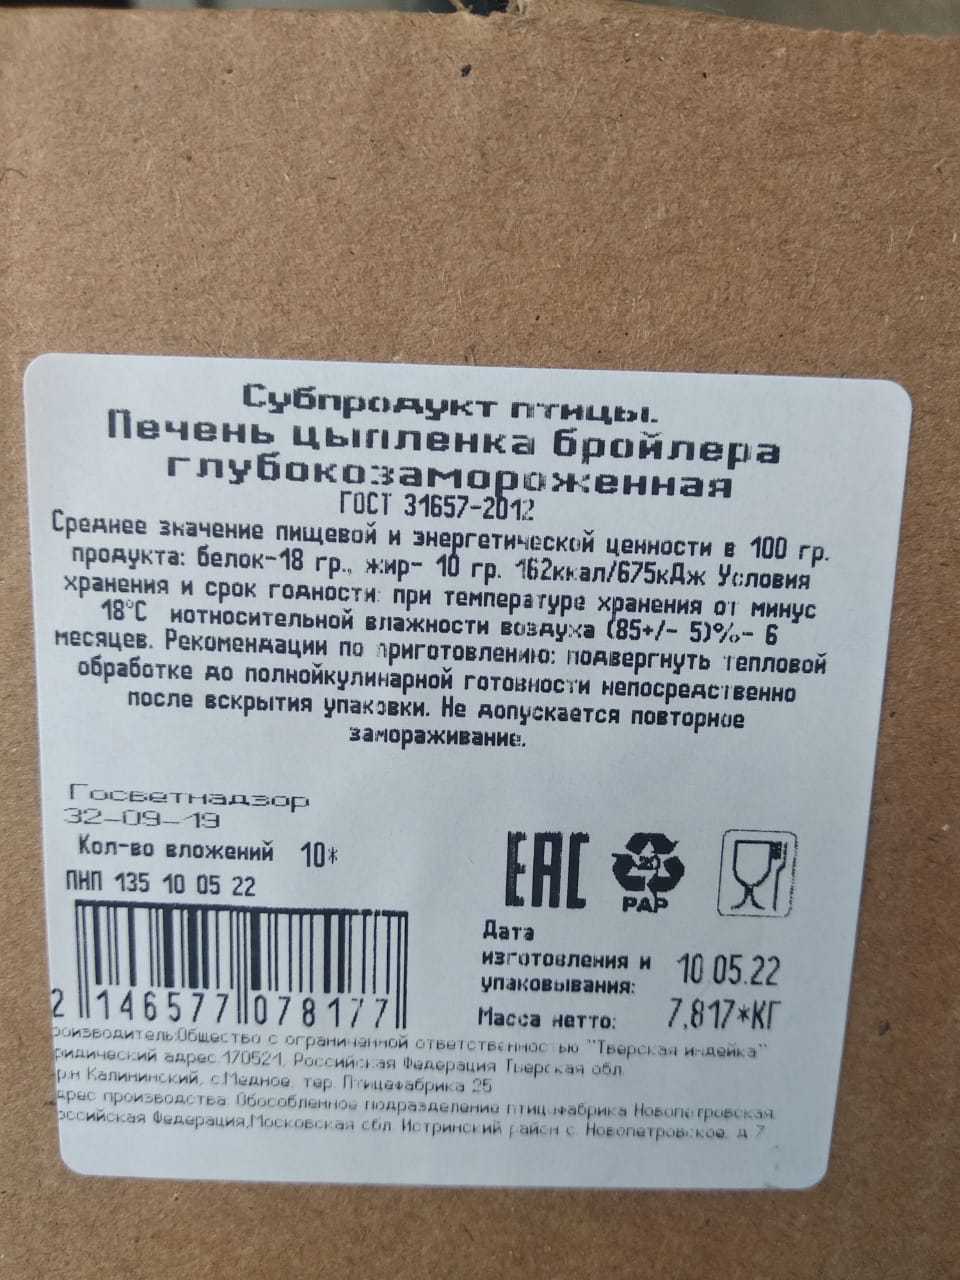 Субпродукт птицы.
Печень цыпленка бройлера
глубокозамороженная
ГОСТ 31657-2012
Среднее значение пищевой и энергетической ценности в 100 гр.
продукта: белок-18 гр., жир- 10 гр. 162ккал/675кДж Условия
хранения и срок годности: при температуре хранения от минус
18°С иотносительной влажности воздуха (85+/- 5)%- 6
месяцев. Рекомендации по приготовлению: подвергнуть тепловой
обработке до полнойкулинарной готовности непосредственно
после вскрытия упаковки. Не допускается повторное
замораживание.
Госветнадзор
32-09-19
Кол-во вложений 10*
ПНП 135 10 05 22
EAC
20
PAP
Дата
изготовления и
упаковывания:
10 05.22
Масса нетто: 7,817*КГ
2 146577 078177
роизводитель:Общество с ограниченной ответственностью "Тверская индейка"
ридический адрес:170521, Российская Федерация Тверская обл.
р-н Калининский, с.Медное, тер. Птицефабрика 25
дрес производства: Обособленное подразделение птицефабрика Новопетровская.
оссийская Федерация,Московская обл. Истринский район с. Новопетровское, д 7